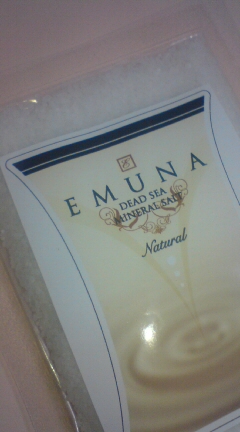 EMUNA
DEAD SEA
MINERAL SALT
Natural